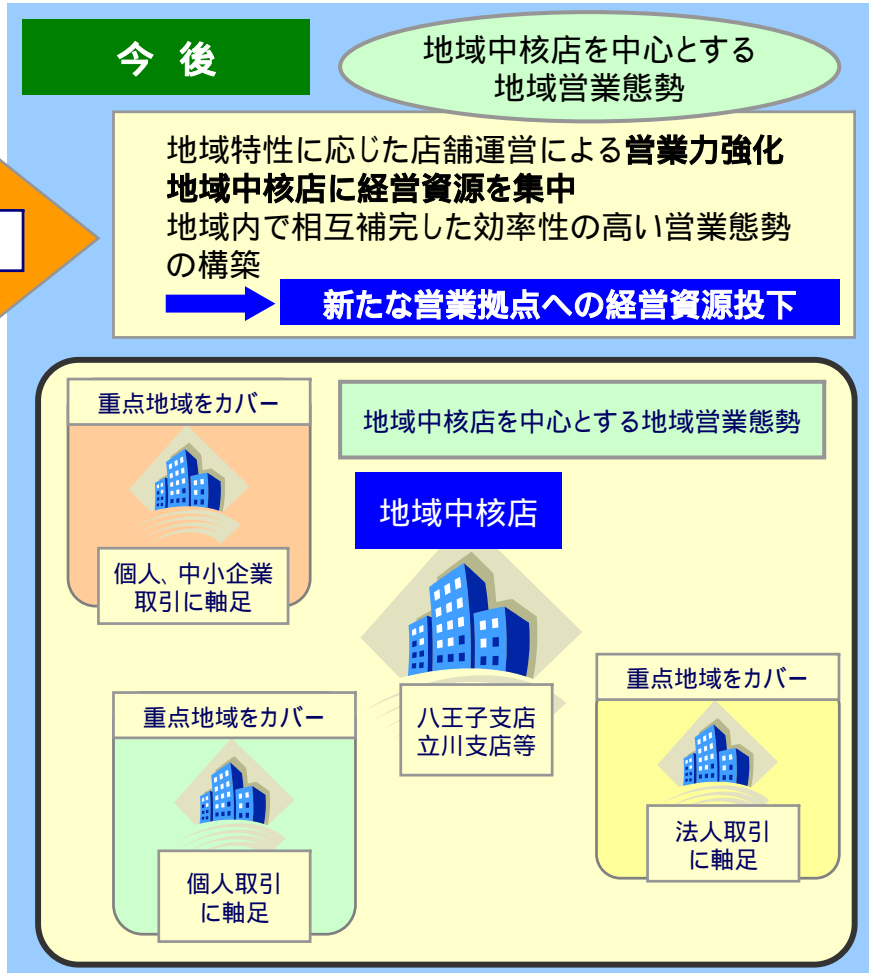 今 後
地域中核店を中心とする
地域営業態勢
地域特性に応じた店舗運営による営業力強化
地域中核店に経営資源を集中
地域内で相互補完した効率性の高い営業態勢
の構築
新たな営業拠点への経営資源投下
重点地域をカバー
個人、中小企業
取引に軸足
地域中核店を中心とする地域営業態勢
地域中核店
八王子支店
立川支店等
重点地域をカバー
個人取引
に軸足
重点地域をカバー
法人取引
に軸足